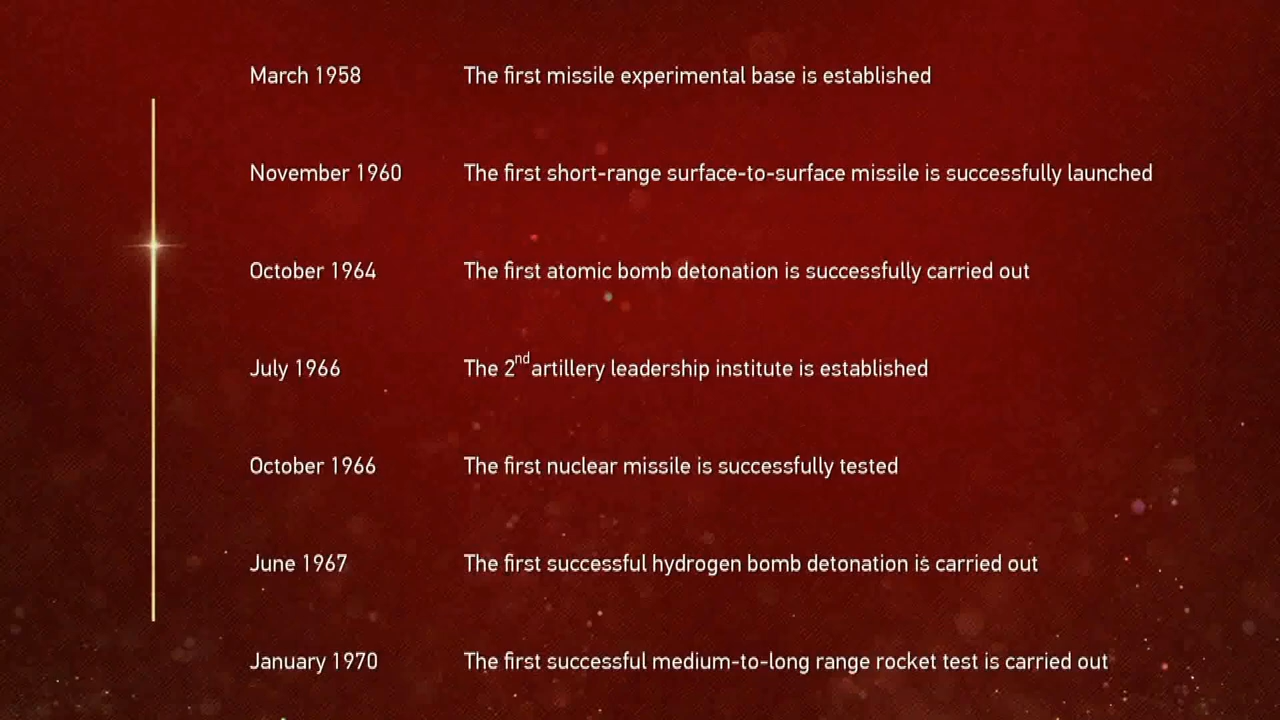 March 1958 The first missile experimental base is established
November 1960 The first short-range surface-to-surface missile is successfully launched
October 1964 The first atomic bomb detonation is successfully carried out
July 1966 The 2nd artillery leadership institute is established
October 1966 The first nuclear missile is successfully tested
June 1967 The first successful hydrogen bomb detonation is carried out
January 1970 The first successful medium-to-long range rocket test is carried out